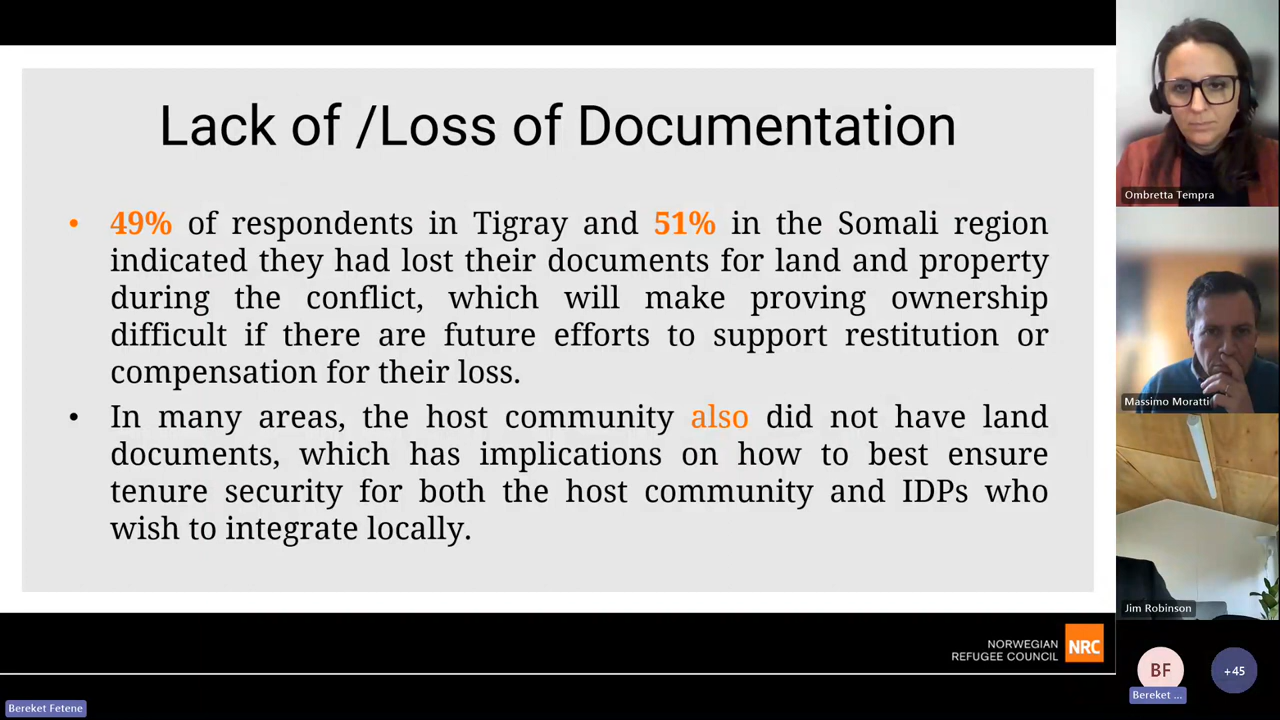 Lack of /Loss of Documentation
• 49% of respondents in Tigray and 51% in the Somali region
indicated they had lost their documents for land and property
during the conflict, which will make proving ownership
difficult if there are future efforts to support restitution or
compensation for their loss.
• In many areas, the host community also did not have land
documents, which has implications on how to best ensure
tenure security for both the host community and IDPs who
wish to integrate locally.
NORWEGIAN
REFUGEE COUNCIL
NRC
Bereket Fetene
Ombretta Tempra
Massimo Moratti
Jim Robinson
BF
Bereket ...
+45